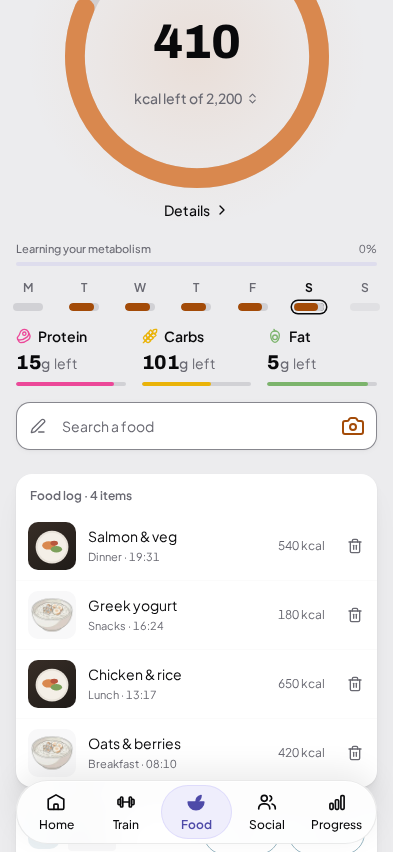 410
kcal left of 2,200
Details
Learning your metabolism 0%
M T W T F S S
Protein Carbs Fat
15g left 101g left 5g left
Search a food
Food log · 4 items
Salmon & veg
Dinner · 19:31
540 kcal
Greek yogurt
Snacks · 16:24
180 kcal
Chicken & rice
Lunch · 13:17
650 kcal
Oats & berries
Breakfast · 08:10
420 kcal
Home Train Food Social Progress